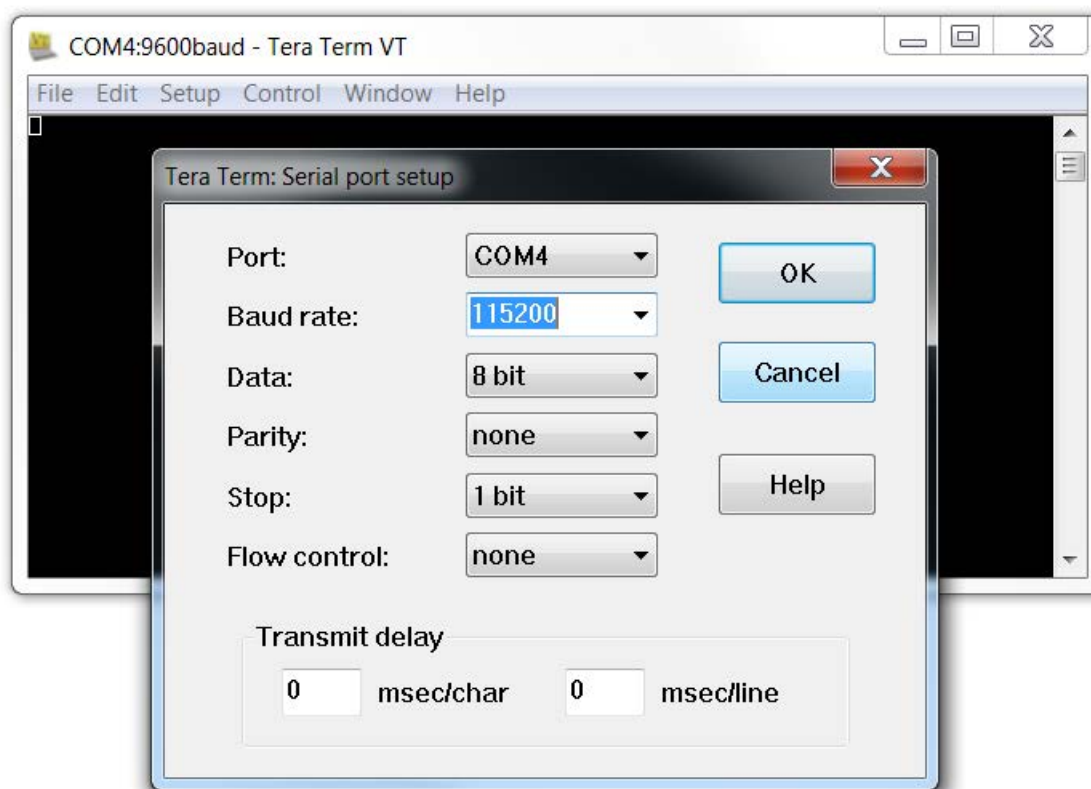 COM4:9600baud - Tera Term VT
File Edit Setup Control Window Help
Tera Term: Serial port setup
Port: COM4
OK
Baud rate: 115200
Data: 8 bit
Cancel
Parity: none
Stop: 1 bit
Help
Flow control: none
Transmit delay
0 msec/char 0 msec/line